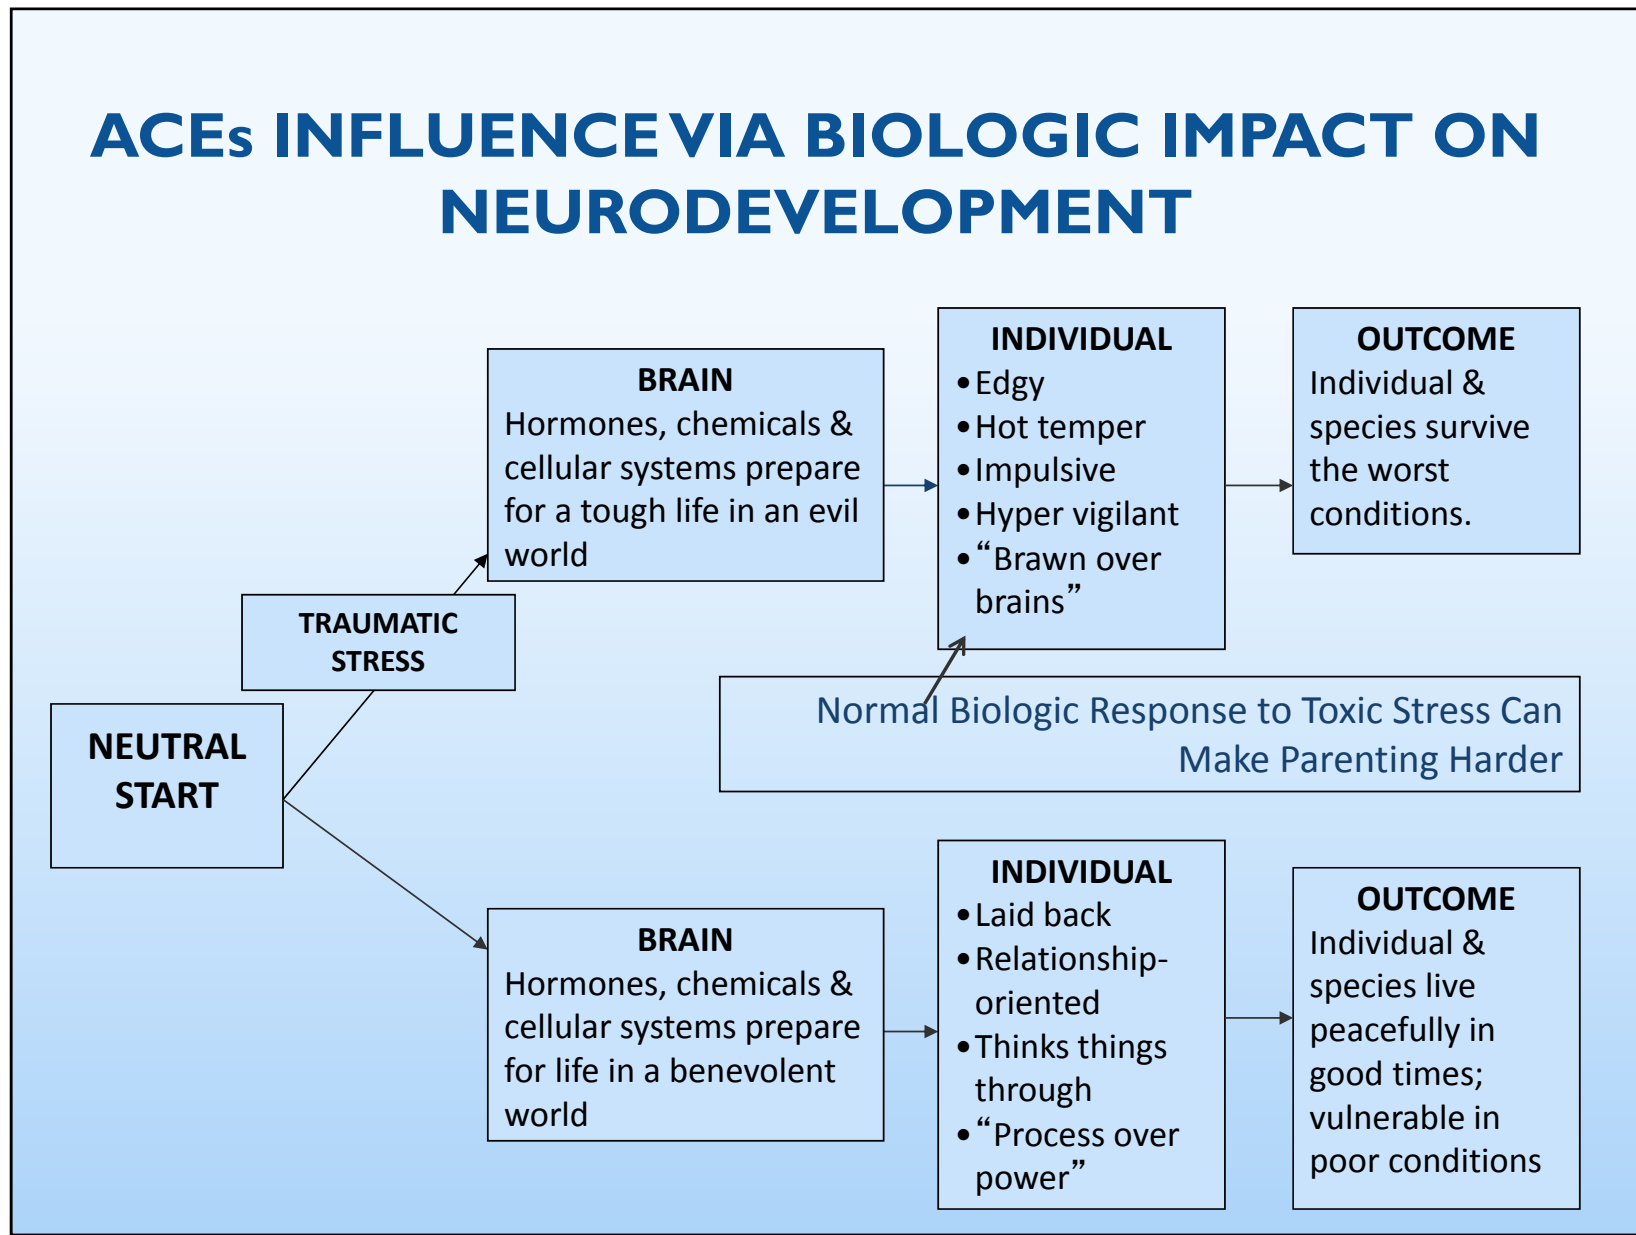 ACEs INFLUENCE VIA BIOLOGIC IMPACT ON
NEURODEVELOPMENT
NEUTRAL
START
TRAUMATIC
STRESS
BRAIN
Hormones, chemicals &
cellular systems prepare
for a tough life in an evil
world
INDIVIDUAL
•Edgy
•Hot temper
•Impulsive
•Hyper vigilant
•“Brawn over
brains”
OUTCOME
Individual &
species survive
the worst
conditions.
Normal Biologic Response to Toxic Stress Can
Make Parenting Harder
BRAIN
Hormones, chemicals &
cellular systems prepare
for life in a benevolent
world
INDIVIDUAL
•Laid back
•Relationship-
oriented
•Thinks things
through
•“Process over
power”
OUTCOME
Individual &
species live
peacefully in
good times;
vulnerable in
poor conditions